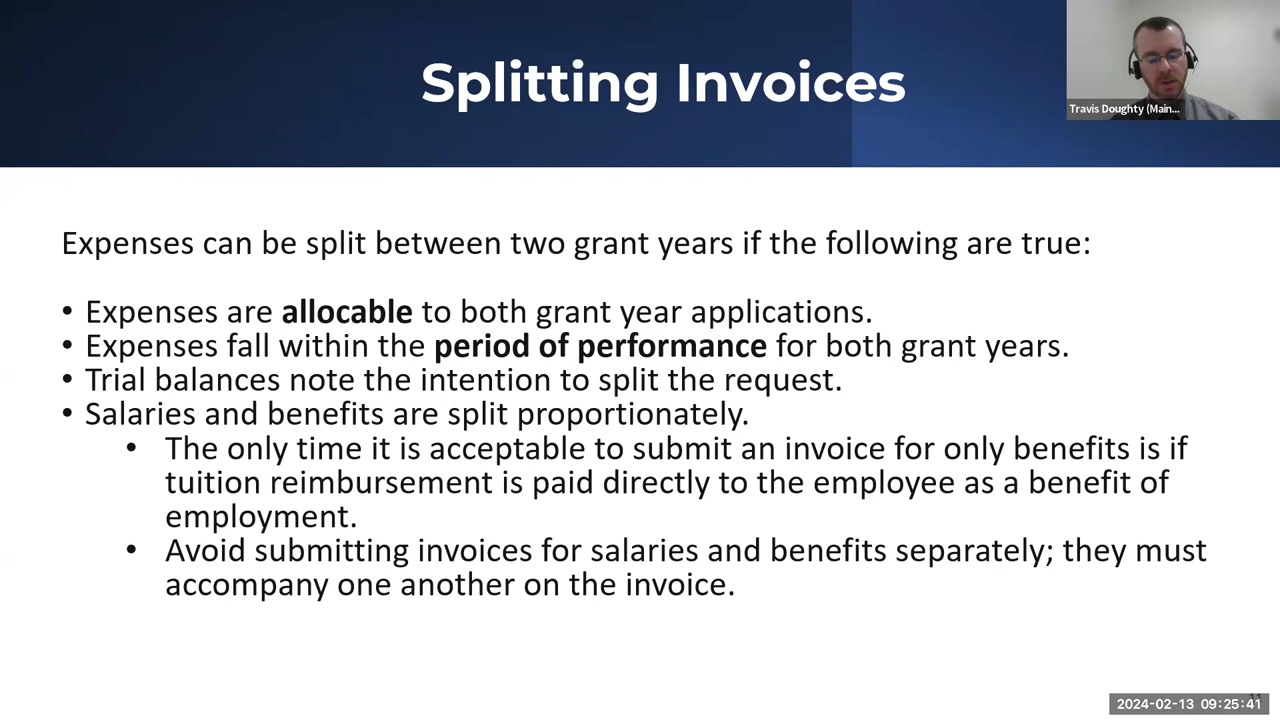 Splitting Invoices
Travis Doughty (Main...
Expenses can be split between two grant years if the following are true:
• Expenses are allocable to both grant year applications.
• Expenses fall within the period of performance for both grant years.
• Trial balances note the intention to split the request.
• Salaries and benefits are split proportionately.
• The only time it is acceptable to submit an invoice for only benefits is if
tuition reimbursement is paid directly to the employee as a benefit of
employment.
• Avoid submitting invoices for salaries and benefits separately; they must
accompany one another on the invoice.
11
2024-02-13 09:25:41